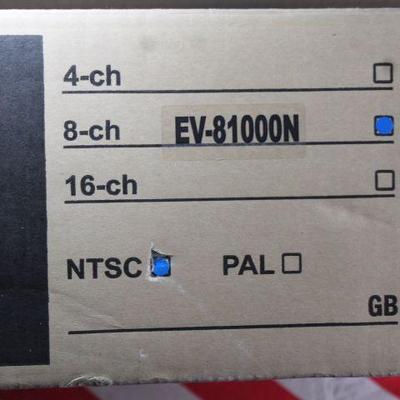 4-ch
8-ch EV-81000N
16-ch
NTSC PAL
GB